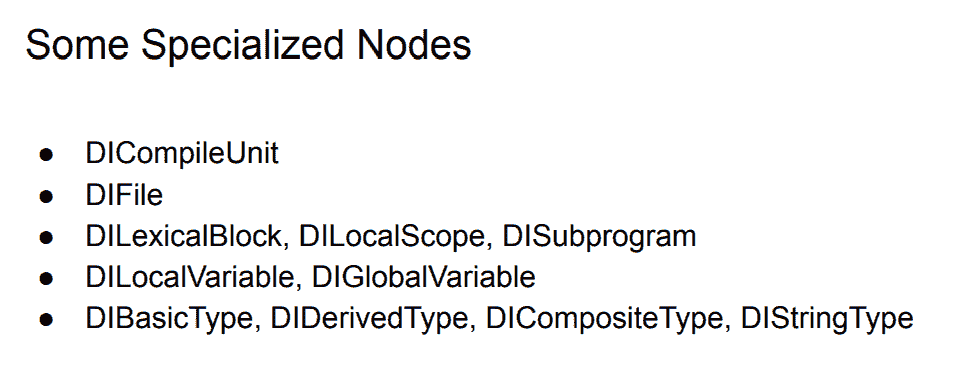 Some Specialized Nodes
● DICompileUnit
● DIFile
● DILexicalBlock, DILocalScope, DISubprogram
● DILocalVariable, DIGlobalVariable
● DIBasicType, DIDerivedType, DICompositeType, DIStringType